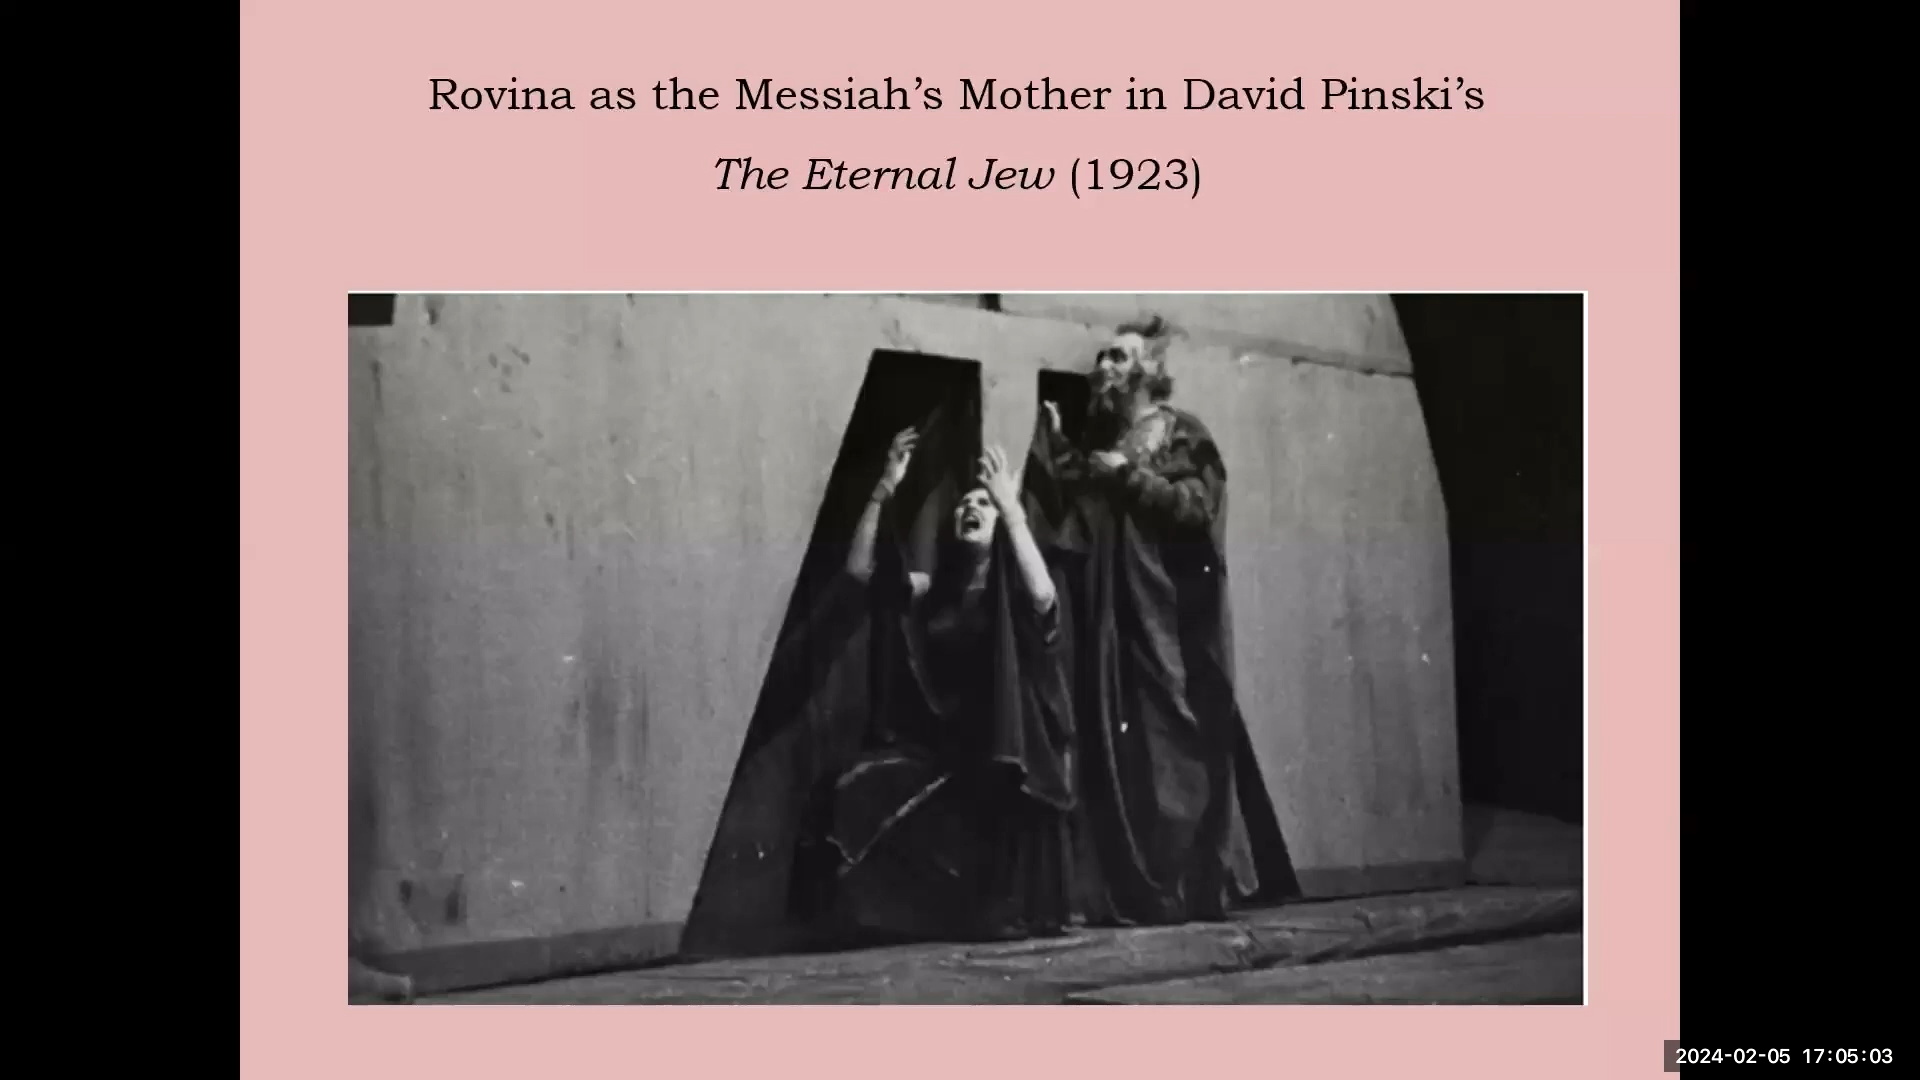 Rovina as the Messiah’s Mother in David Pinski’s
The Eternal Jew (1923)
2024-02-05 17:05:03